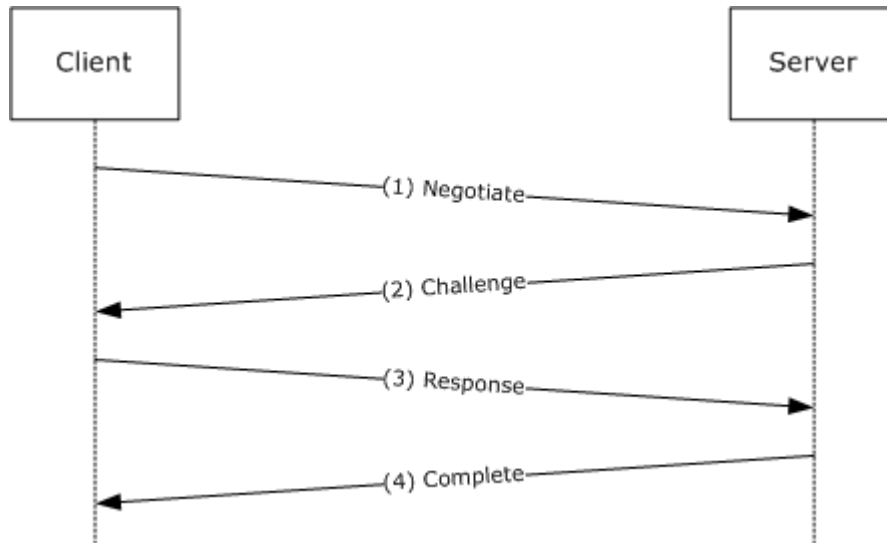 Client
Server
(1) Negotiate
(2) Challenge
(3) Response
(4) Complete